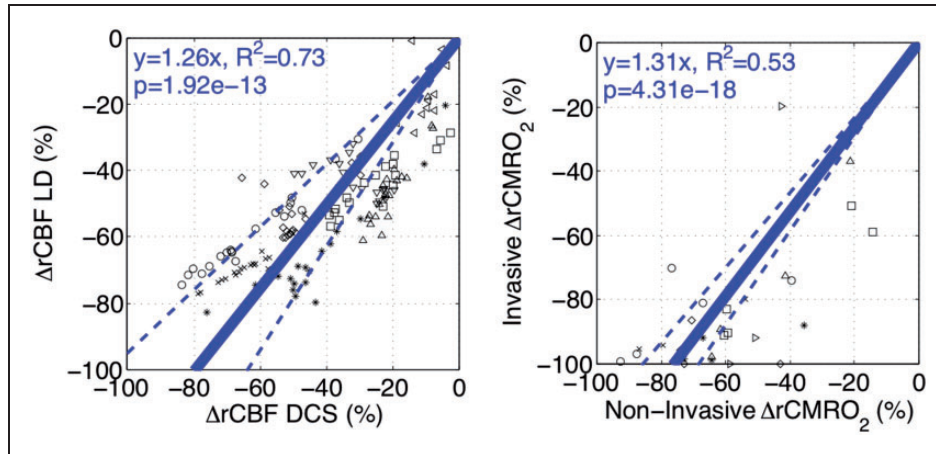 y=1.26x, R²=0.73
p=1.92e−13
ΔrCBF LD (%)
0
−20
−40
−60
−80
−100
−100 −80 −60 −40 −20 0
ΔrCBF DCS (%)
y=1.31x, R²=0.53
p=4.31e−18
Invasive ΔrCMRO₂ (%)
0
−20
−40
−60
−80
−100
−100 −80 −60 −40 −20 0
Non-Invasive ΔrCMRO₂ (%)